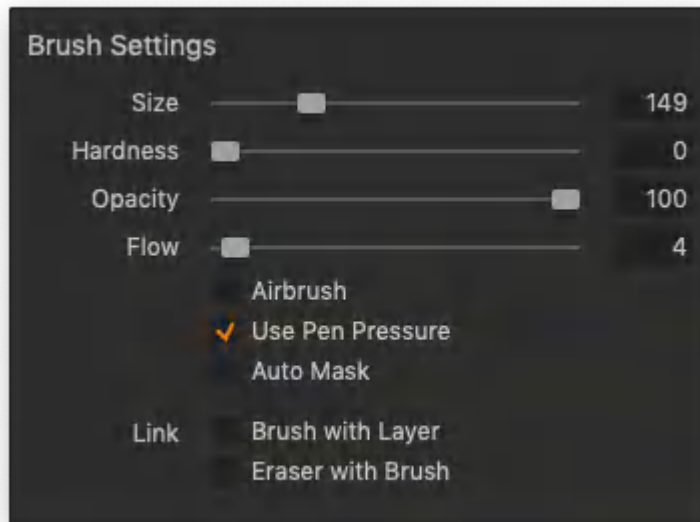 Brush Settings
Size 149
Hardness 0
Opacity 100
Flow 4
Airbrush
Use Pen Pressure
Auto Mask
Link Brush with Layer
Eraser with Brush